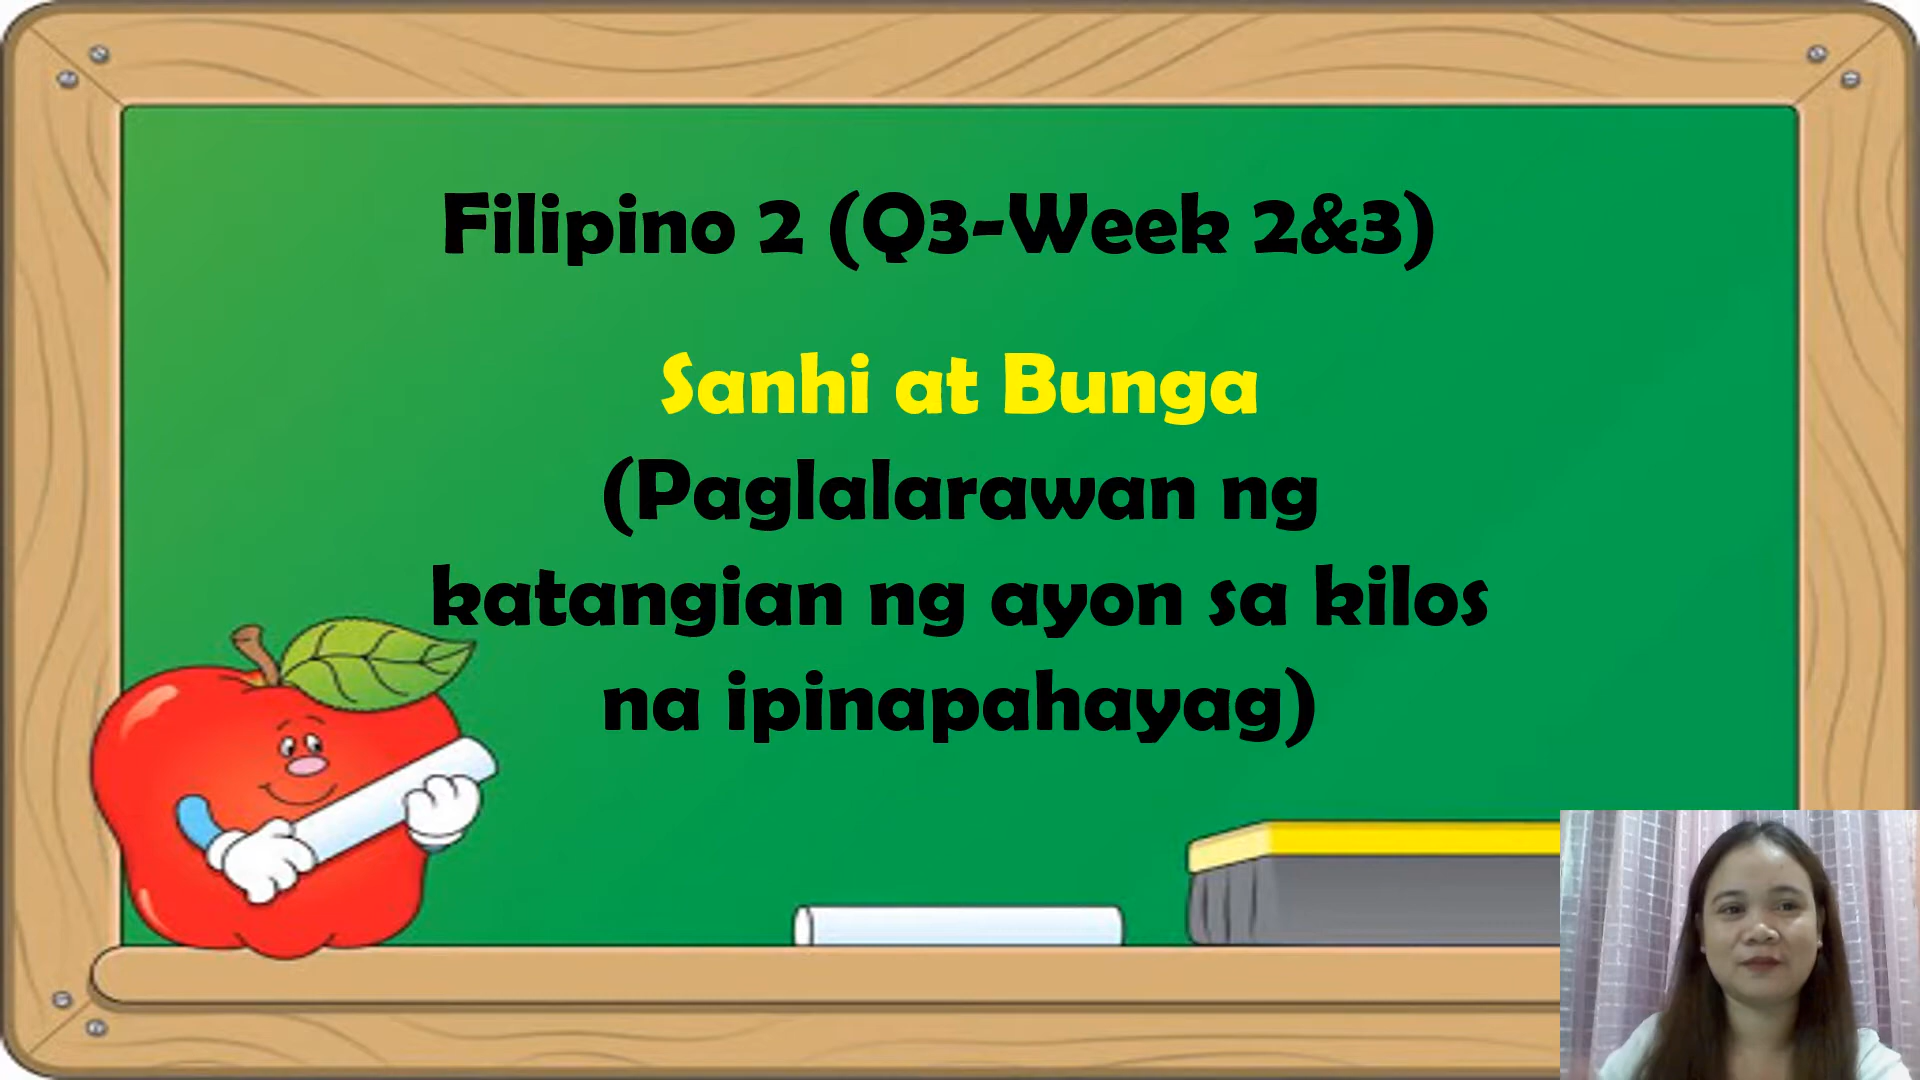 Filipino 2 (Q3-Week 2&3)
Sanhi at Bunga
(Paglalarawan ng
katangian ng ayon sa kilos
na ipinapahayag)